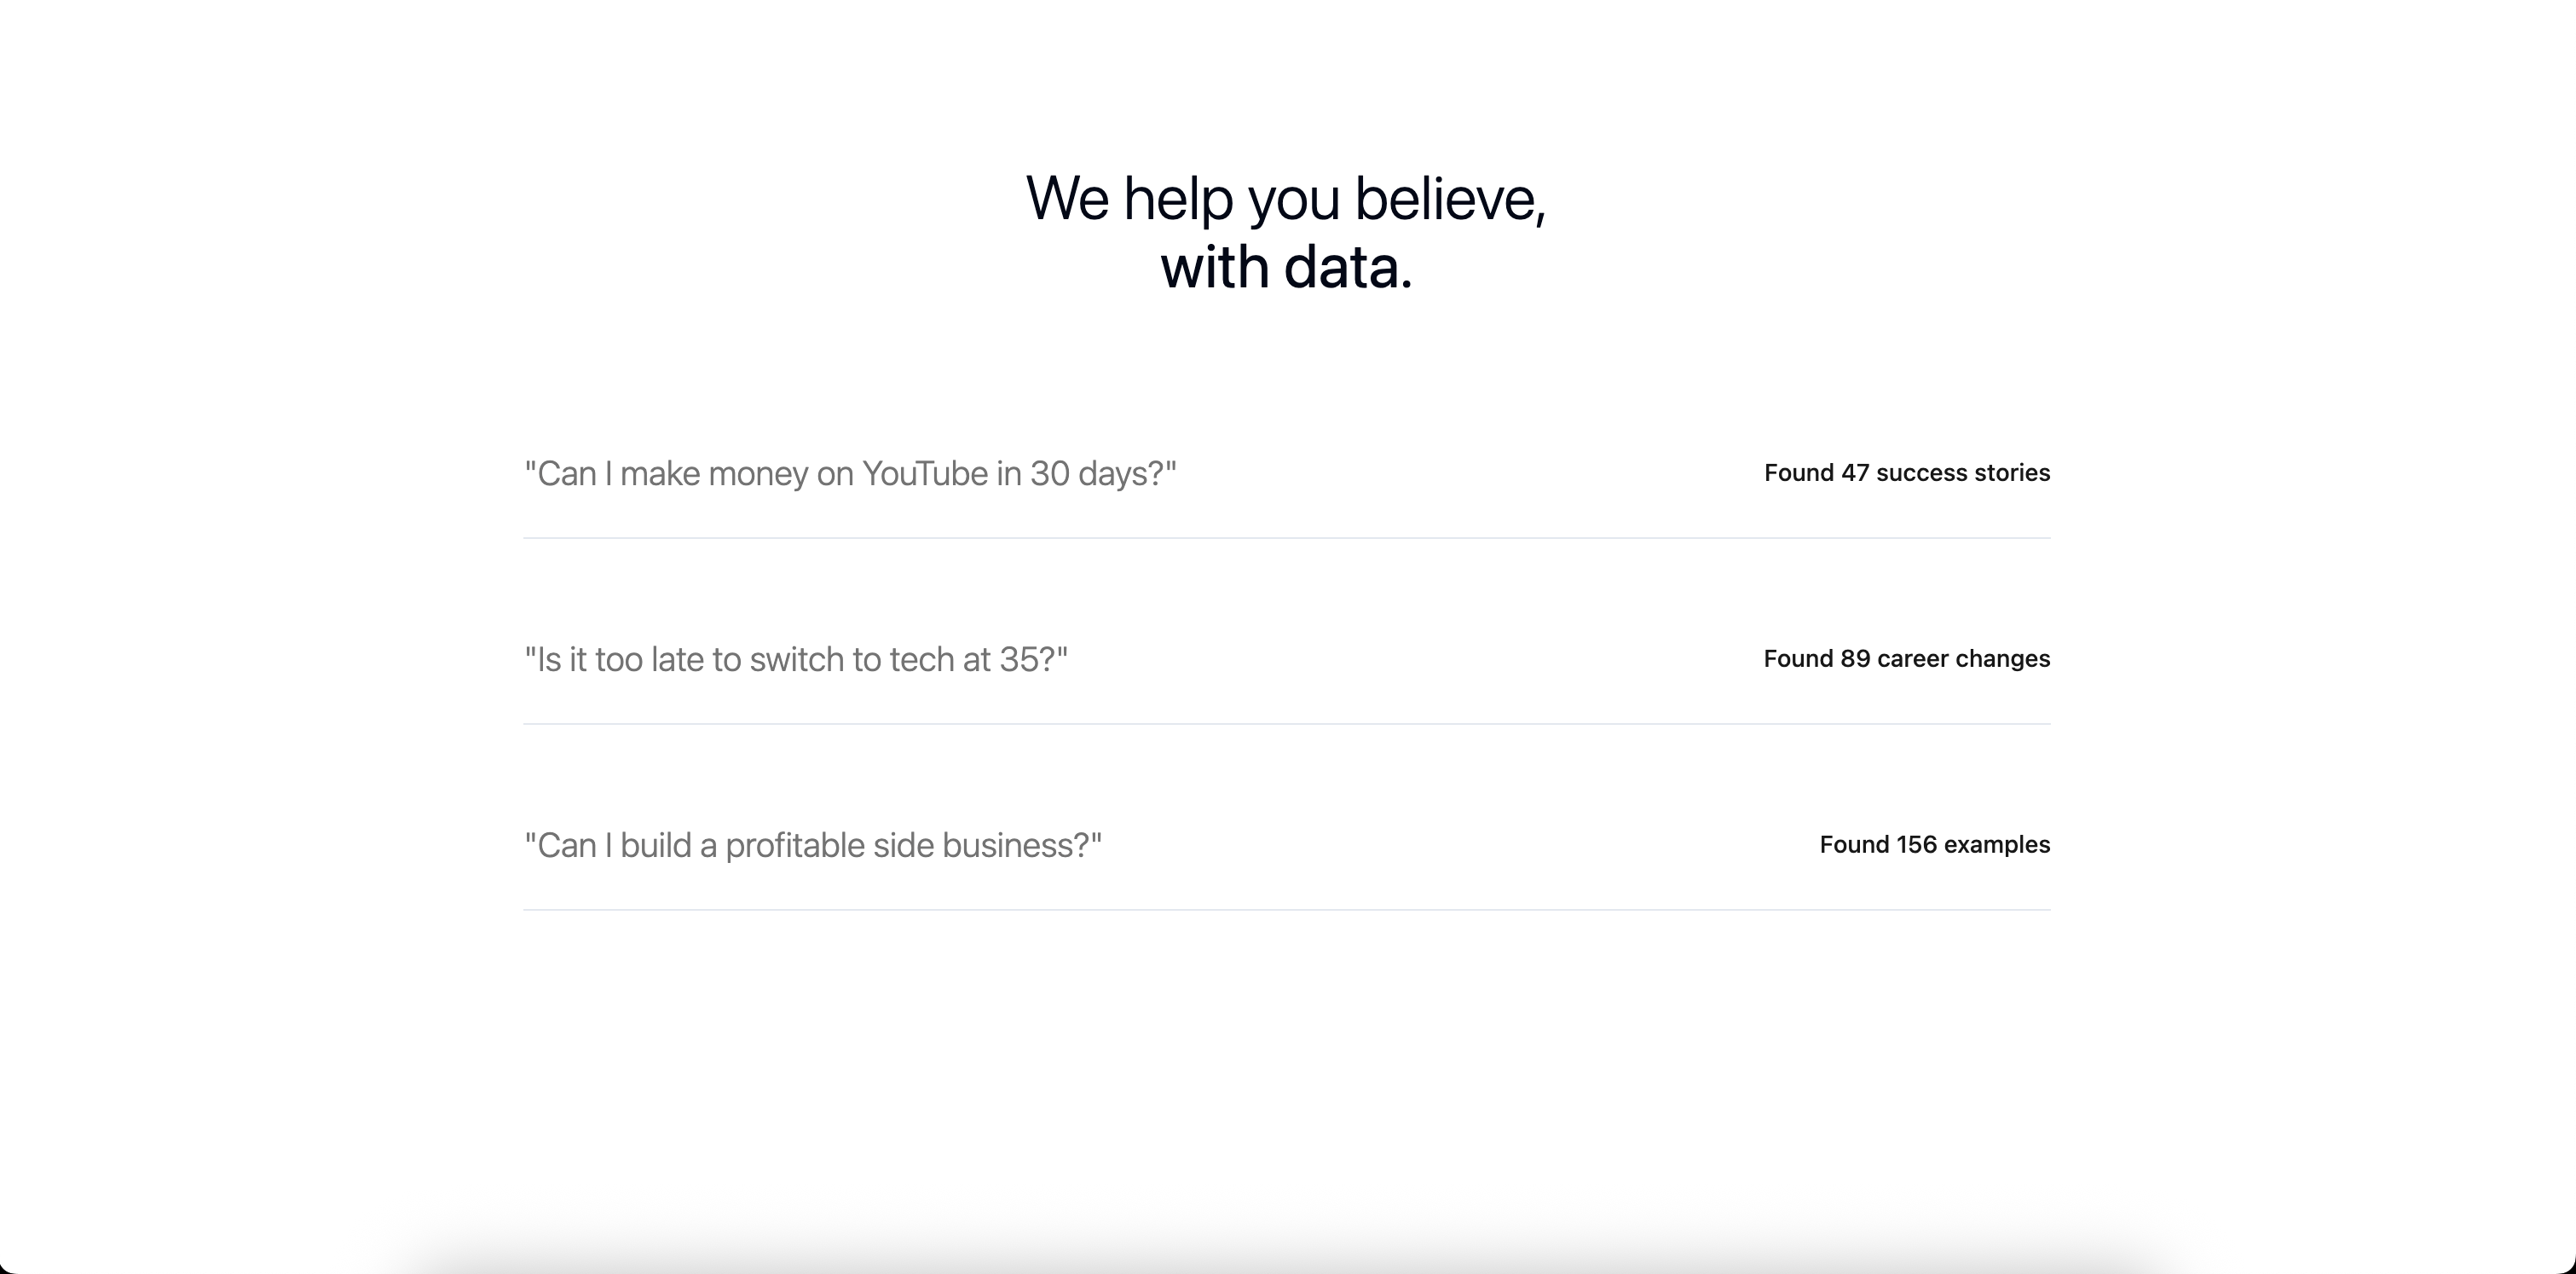 We help you believe,
with data.
"Can I make money on YouTube in 30 days?" Found 47 success stories
"Is it too late to switch to tech at 35?" Found 89 career changes
"Can I build a profitable side business?" Found 156 examples